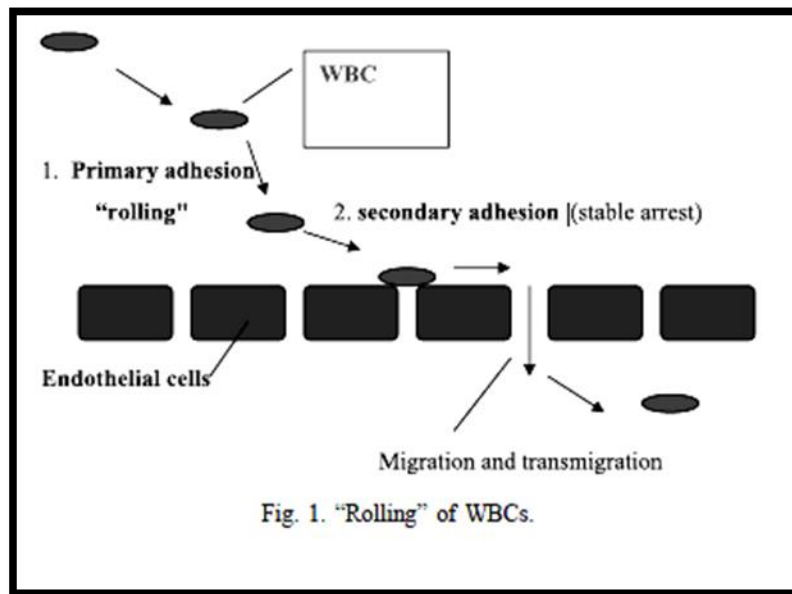 WBC
1. Primary adhesion
“rolling"
2. secondary adhesion |(stable arrest)
Endothelial cells
Migration and transmigration
Fig. 1. “Rolling” of WBCs.